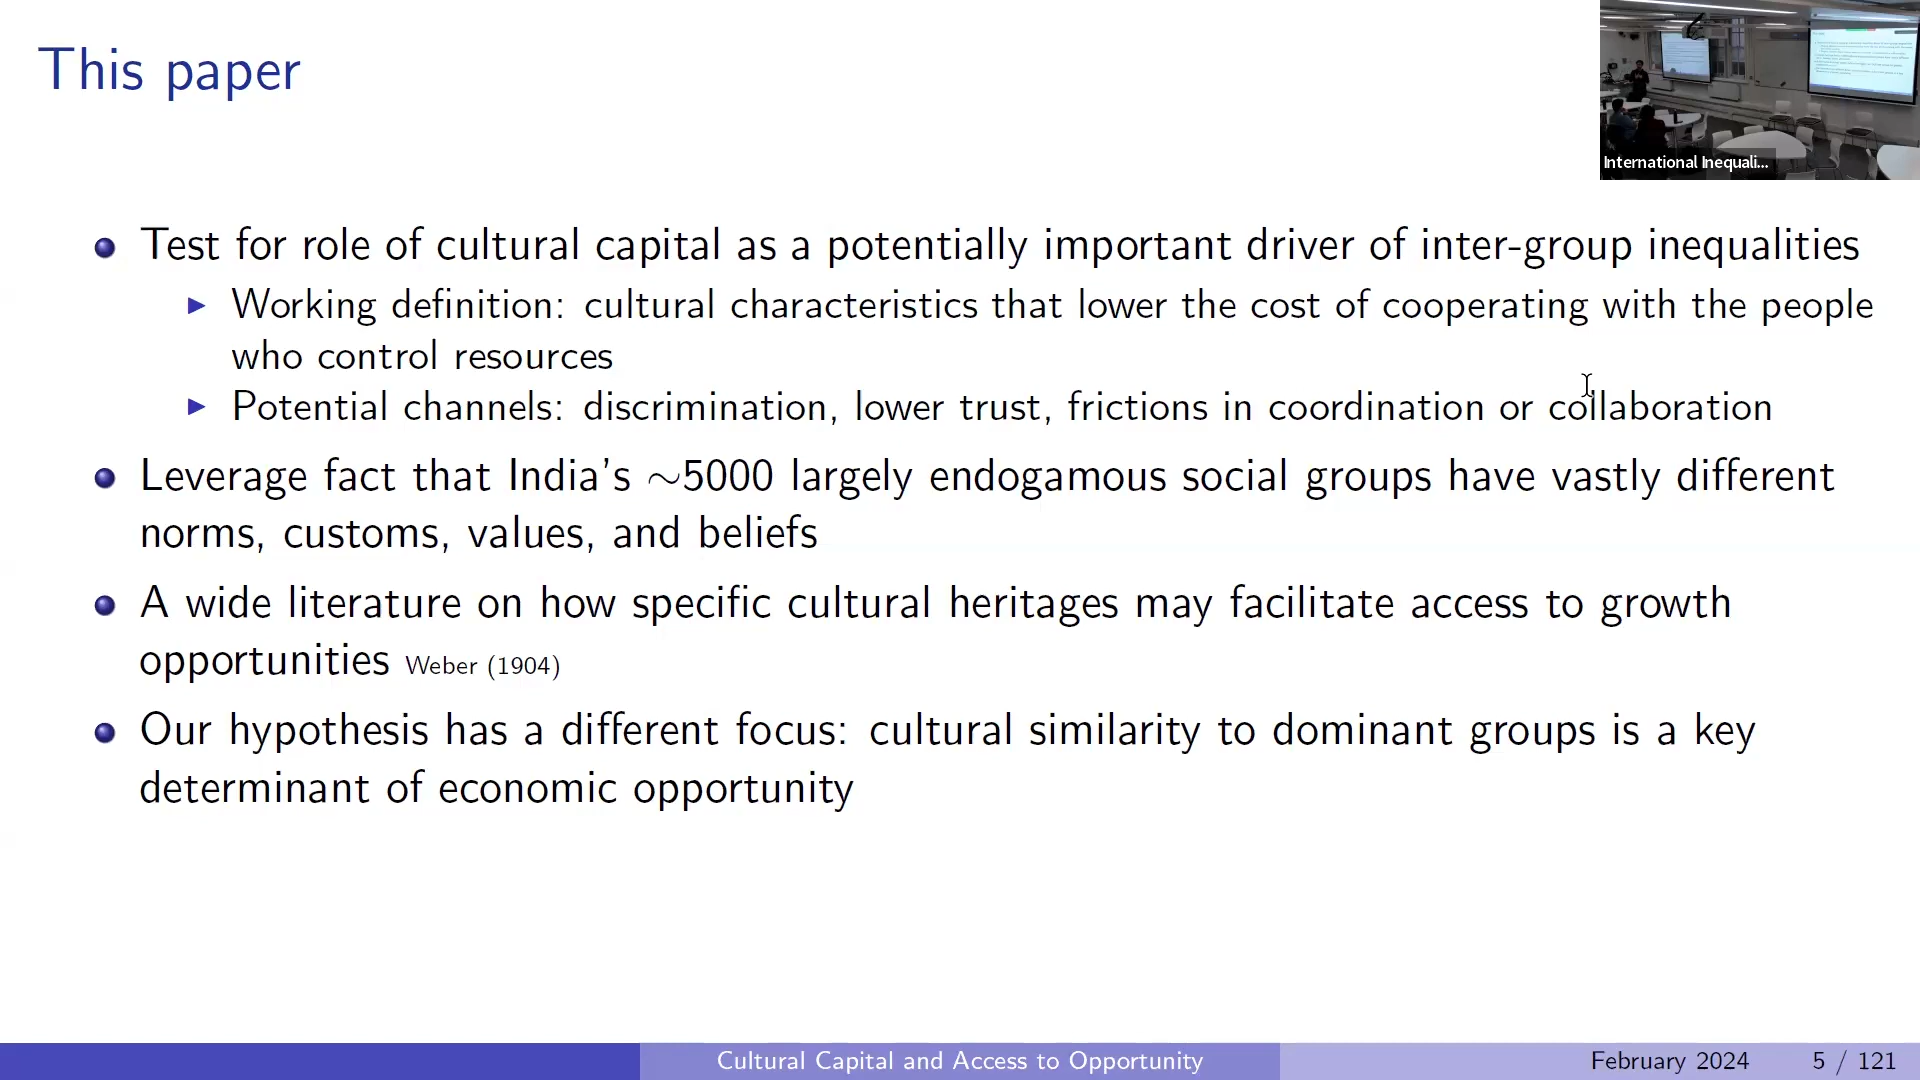 This paper
International Inequali...
Test for role of cultural capital as a potentially important driver of inter-group inequalities
Working definition: cultural characteristics that lower the cost of cooperating with the people
who control resources
Potential channels: discrimination, lower trust, frictions in coordination or collaboration
Leverage fact that India's ~5000 largely endogamous social groups have vastly different
norms, customs, values, and beliefs
A wide literature on how specific cultural heritages may facilitate access to growth
opportunities Weber (1904)
Our hypothesis has a different focus: cultural similarity to dominant groups is a key
determinant of economic opportunity
Cultural Capital and Access to Opportunity
February 2024
5 / 121